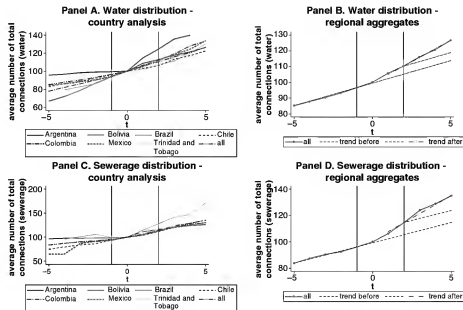 Panel A. Water distribution -
country analysis
average number of total
connections (water)
140
120
100
80
60
−5
0
5
t
Argentina
Bolivia
Brazil
Chile
Colombia
Mexico
Trinidad and
Tobago
all
Panel B. Water distribution -
regional aggregates
average number of total
connections (water)
130
120
110
100
90
80
−5
0
5
t
all
trend before
trend after
Panel C. Sewerage distribution -
country analysis
average number of total
connections (sewerage)
200
150
100
50
−5
0
5
t
Argentina
Bolivia
Brazil
Chile
Colombia
Mexico
Trinidad and
Tobago
all
Panel D. Sewerage distribution -
regional aggregates
average number of total
connections (sewerage)
140
120
100
80
−5
0
5
t
all
trend before
trend after